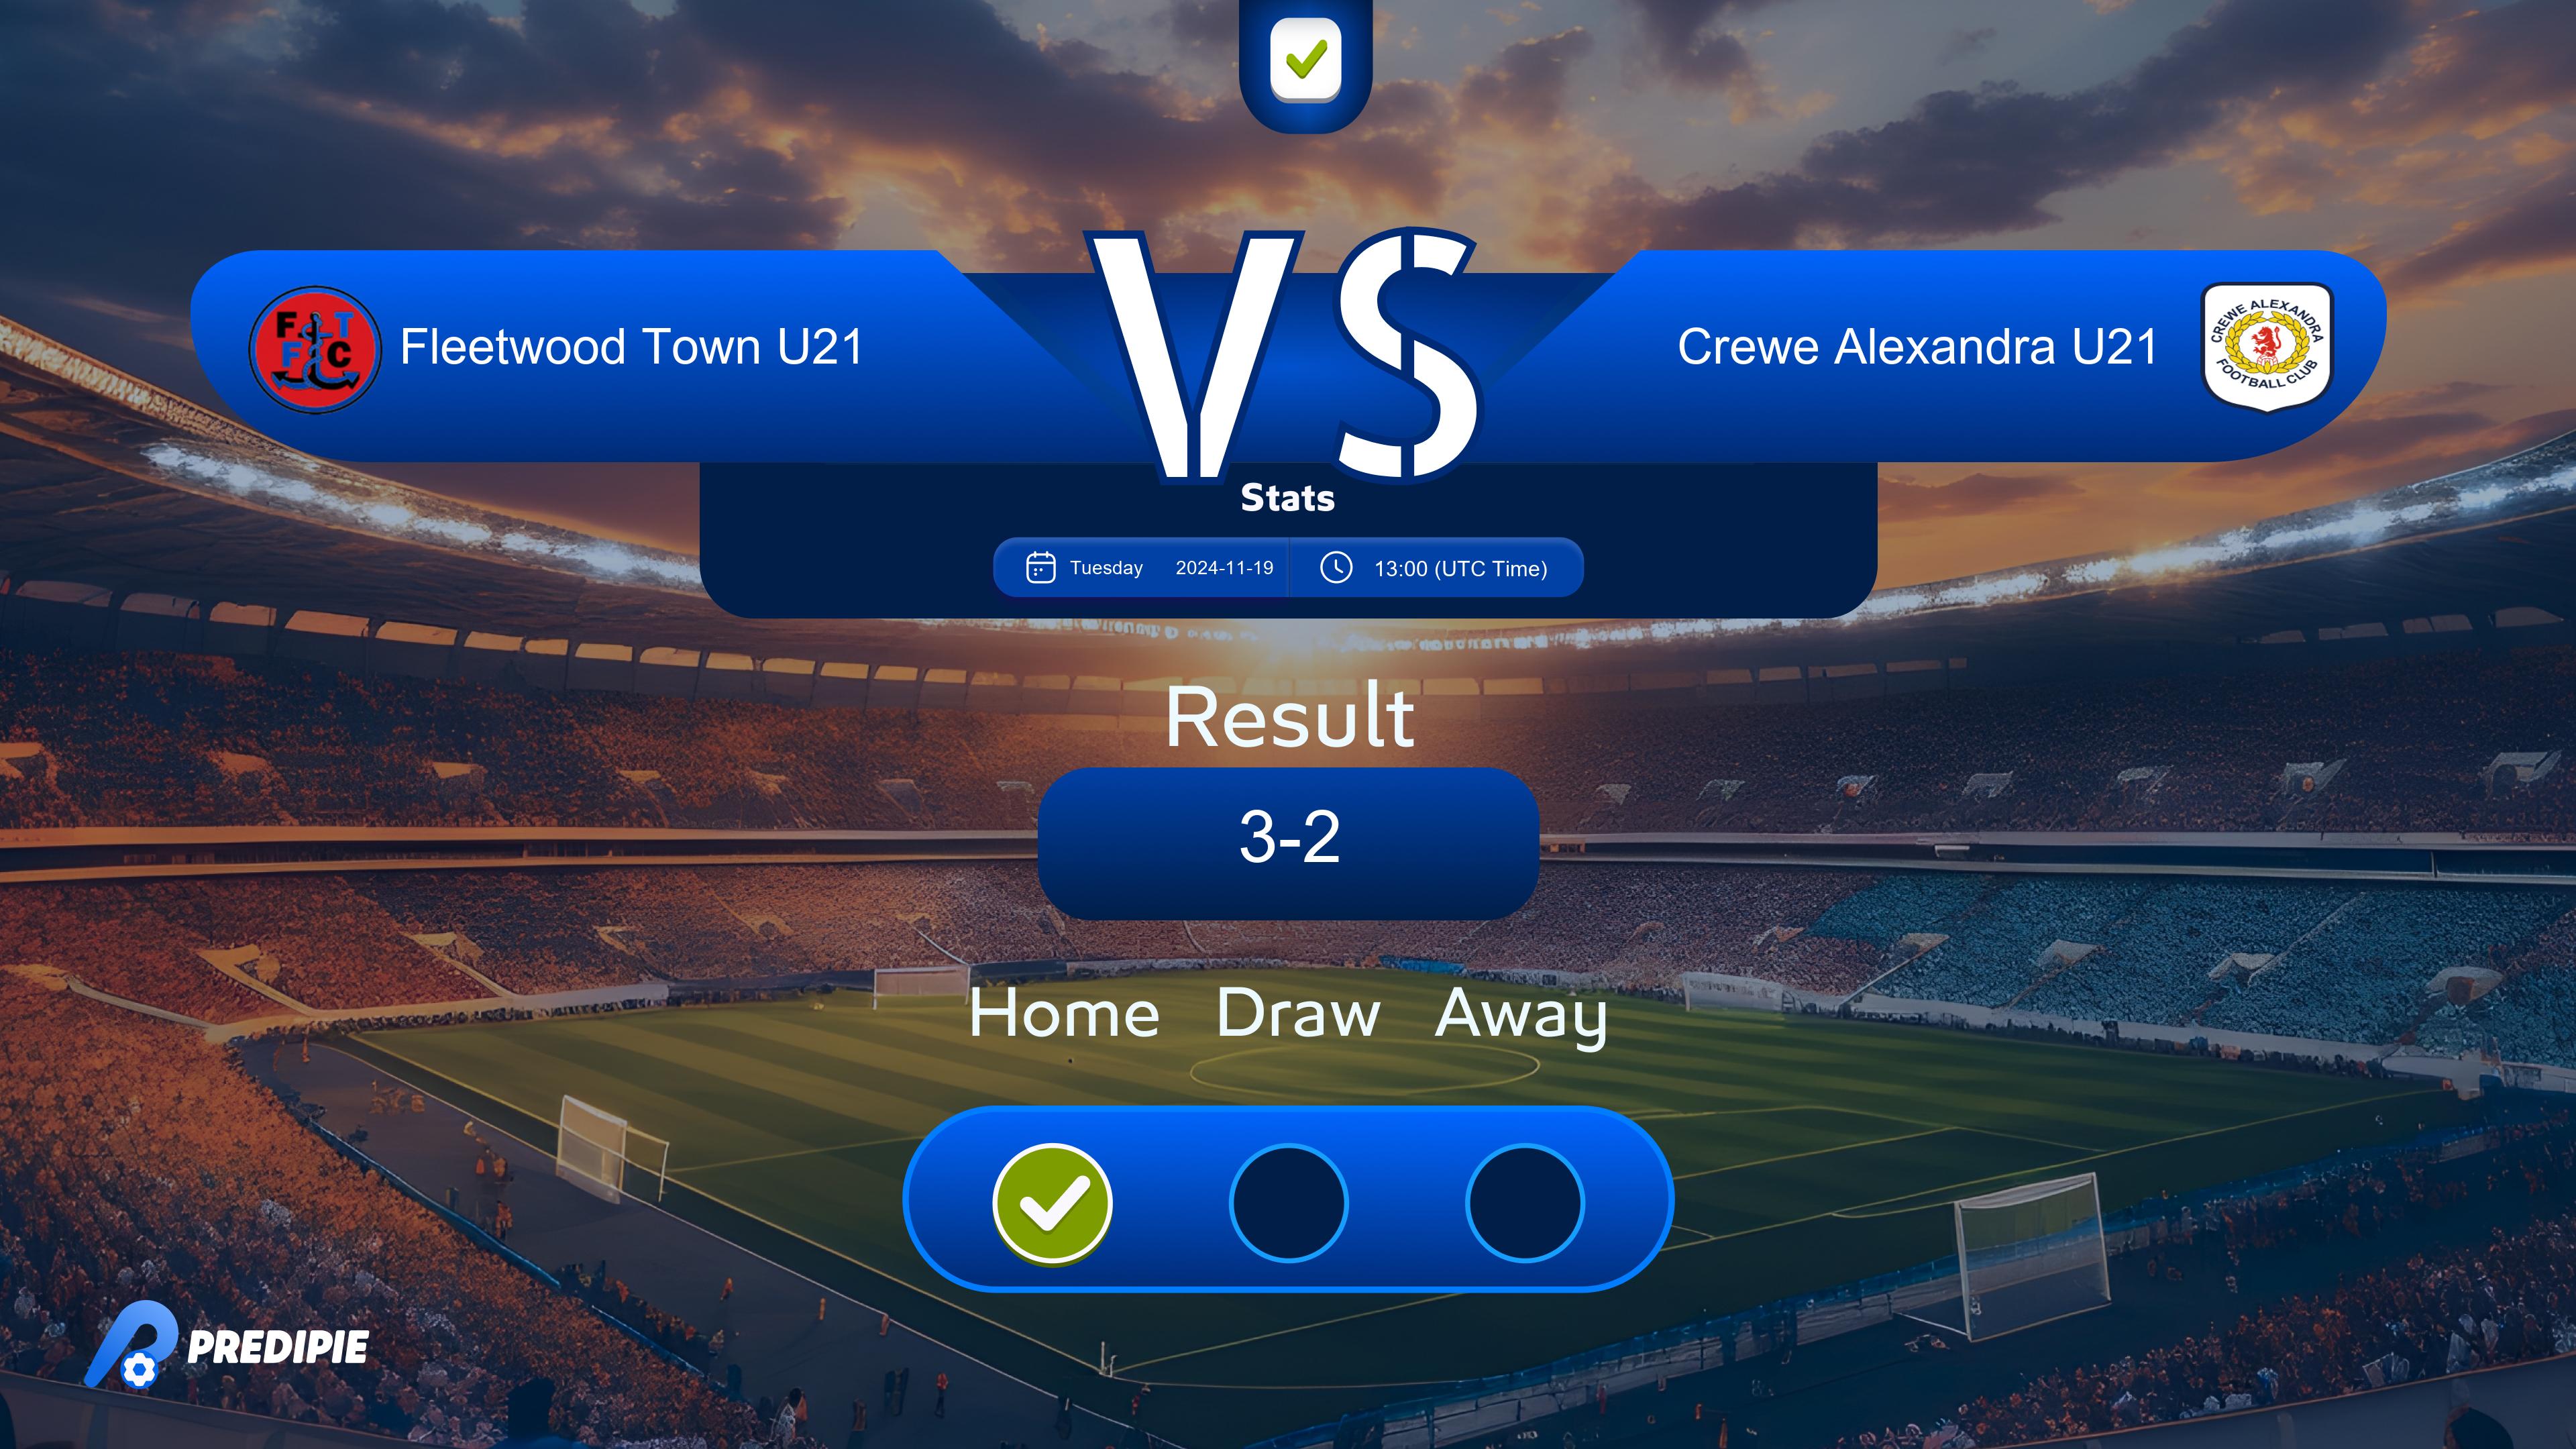 VS
Fleetwood Town U21
Crewe Alexandra U21
F T
F C
CREWE ALEXANDRA
FOOTBALL CLUB
Stats
Tuesday 2024-11-19 13:00 (UTC Time)
Result
3-2
Home Draw Away
PREDIPIE